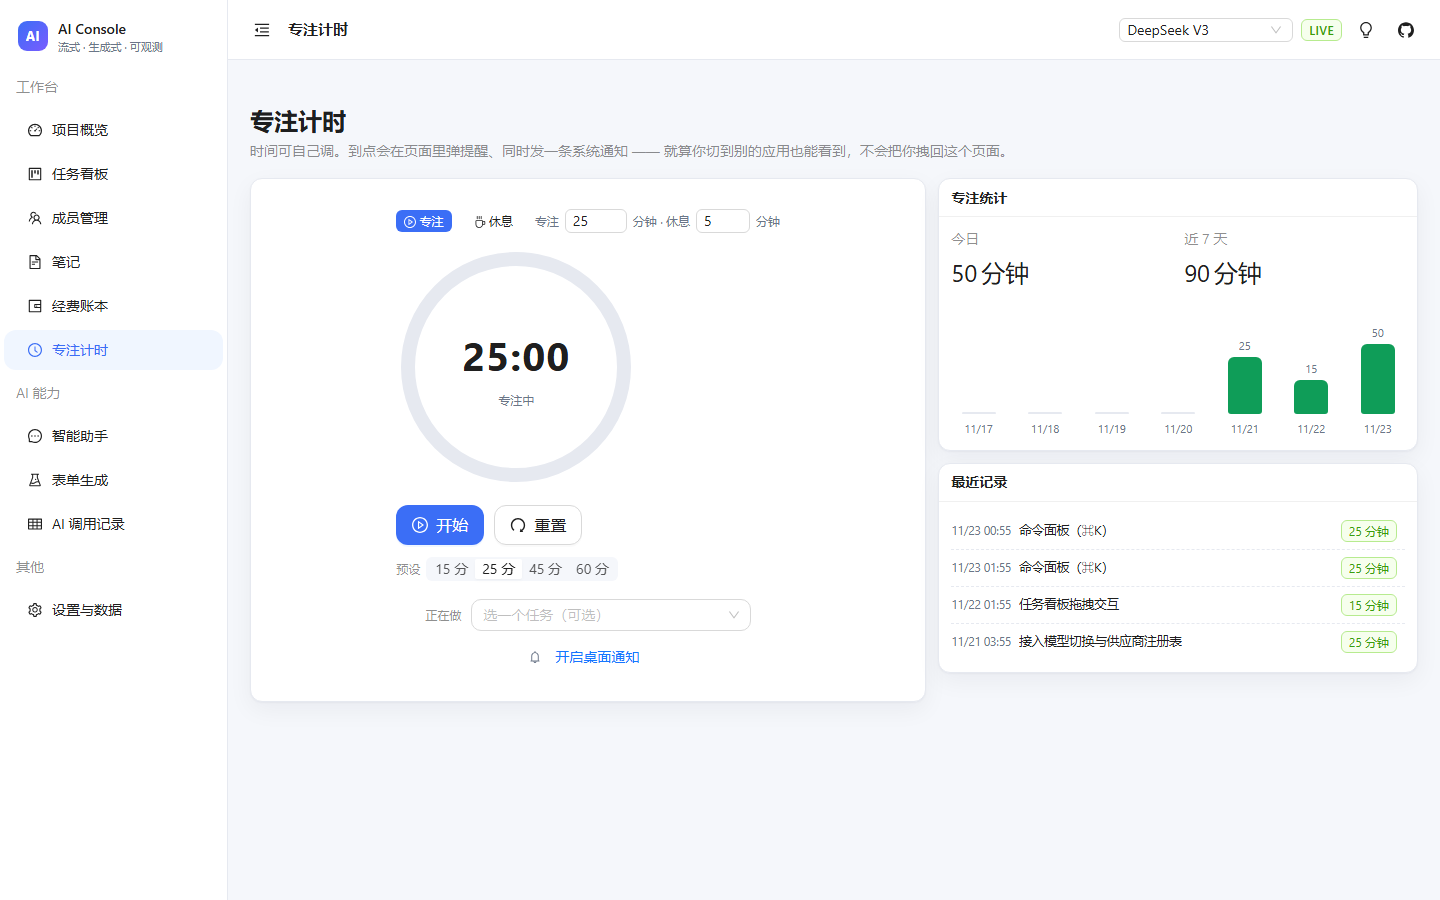 AI
AI Console
流式 · 生成式 · 可观测
工作台
项目概览
任务看板
成员管理
笔记
经费账本
专注计时
AI 能力
智能助手
表单生成
AI 调用记录
其他
设置与数据
专注计时
DeepSeek V3
LIVE
专注计时
时间可自己调。到点会在页面里弹提醒、同时发一条系统通知 —— 就算你切到别的应用也能看到，不会把你拽回这个页面。
专注
休息
专注 25 分钟 · 休息 5 分钟
25:00
专注中
开始
重置
预设 15 分 25 分 45 分 60 分
正在做 选一个任务（可选）
开启桌面通知
专注统计
今日
50 分钟
近 7 天
90 分钟
25
15
50
11/17 11/18 11/19 11/20 11/21 11/22 11/23
最近记录
11/23 00:55 命令面板（⌘K） 25 分钟
11/23 01:55 命令面板（⌘K） 25 分钟
11/22 01:55 任务看板拖拽交互 15 分钟
11/21 03:55 接入模型切换与供应商注册表 25 分钟